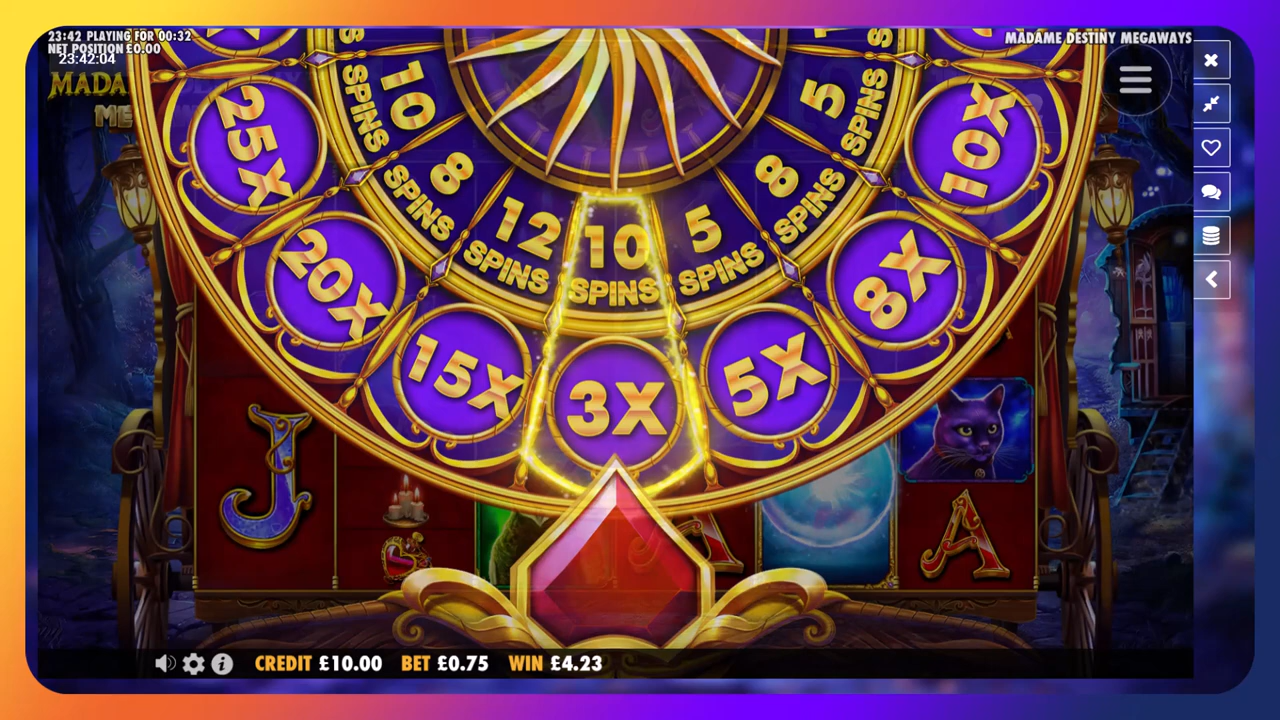 23:42 PLAYING FOR 00:32
NET POSITION £0.00
23:42:04
MADAME DESTINY MEGAWAYS
10 SPINS
8 SPINS
12 SPINS
10 SPINS
5 SPINS
8 SPINS
5 SPINS
25X
20X
15X
3X
5X
8X
10X
J
A
CREDIT £10.00 BET £0.75 WIN £4.23